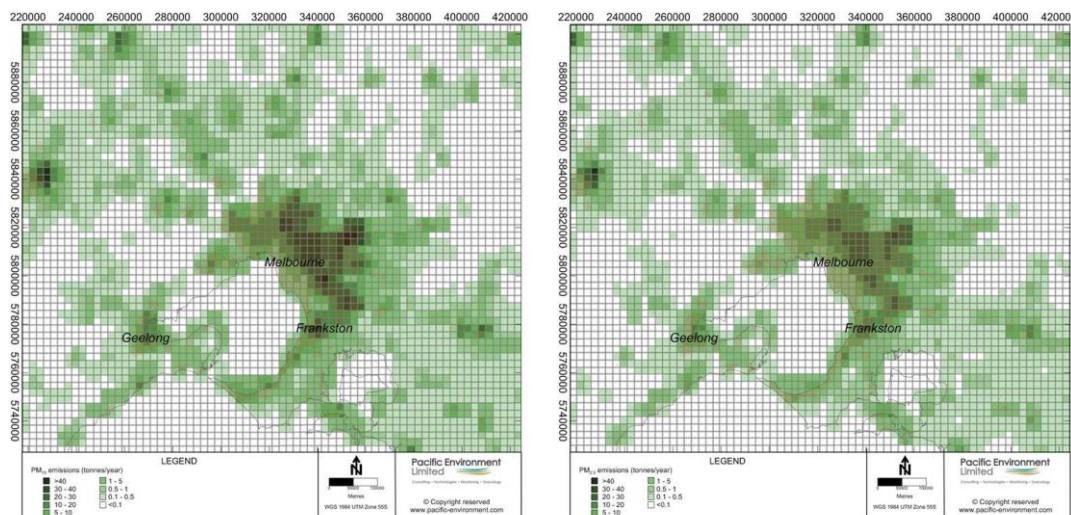 220000 240000 260000 280000 300000 320000 340000 360000 380000 400000 420000
5880000
5860000
5840000
5820000
5800000
5780000
5760000
5740000
Melbourne
Geelong
Frankston
LEGEND
PM10 emissions (tonnes/year)
>40
30 - 40
20 - 30
10 - 20
5 - 10
1 - 5
0.5 - 1
0.1 - 0.5
<0.1
N
Metres
WGS 1984 UTM Zone 55S
Pacific Environment
Limited
© Copyright reserved
www.pacific-environment.com
220000 240000 260000 280000 300000 320000 340000 360000 380000 400000 420000
5880000
5860000
5840000
5820000
5800000
5780000
5760000
5740000
Melbourne
Geelong
Frankston
LEGEND
PM2.5 emissions (tonnes/year)
>40
30 - 40
20 - 30
10 - 20
5 - 10
1 - 5
0.5 - 1
0.1 - 0.5
<0.1
N
Metres
WGS 1984 UTM Zone 55S
Pacific Environment
Limited
© Copyright reserved
www.pacific-environment.com